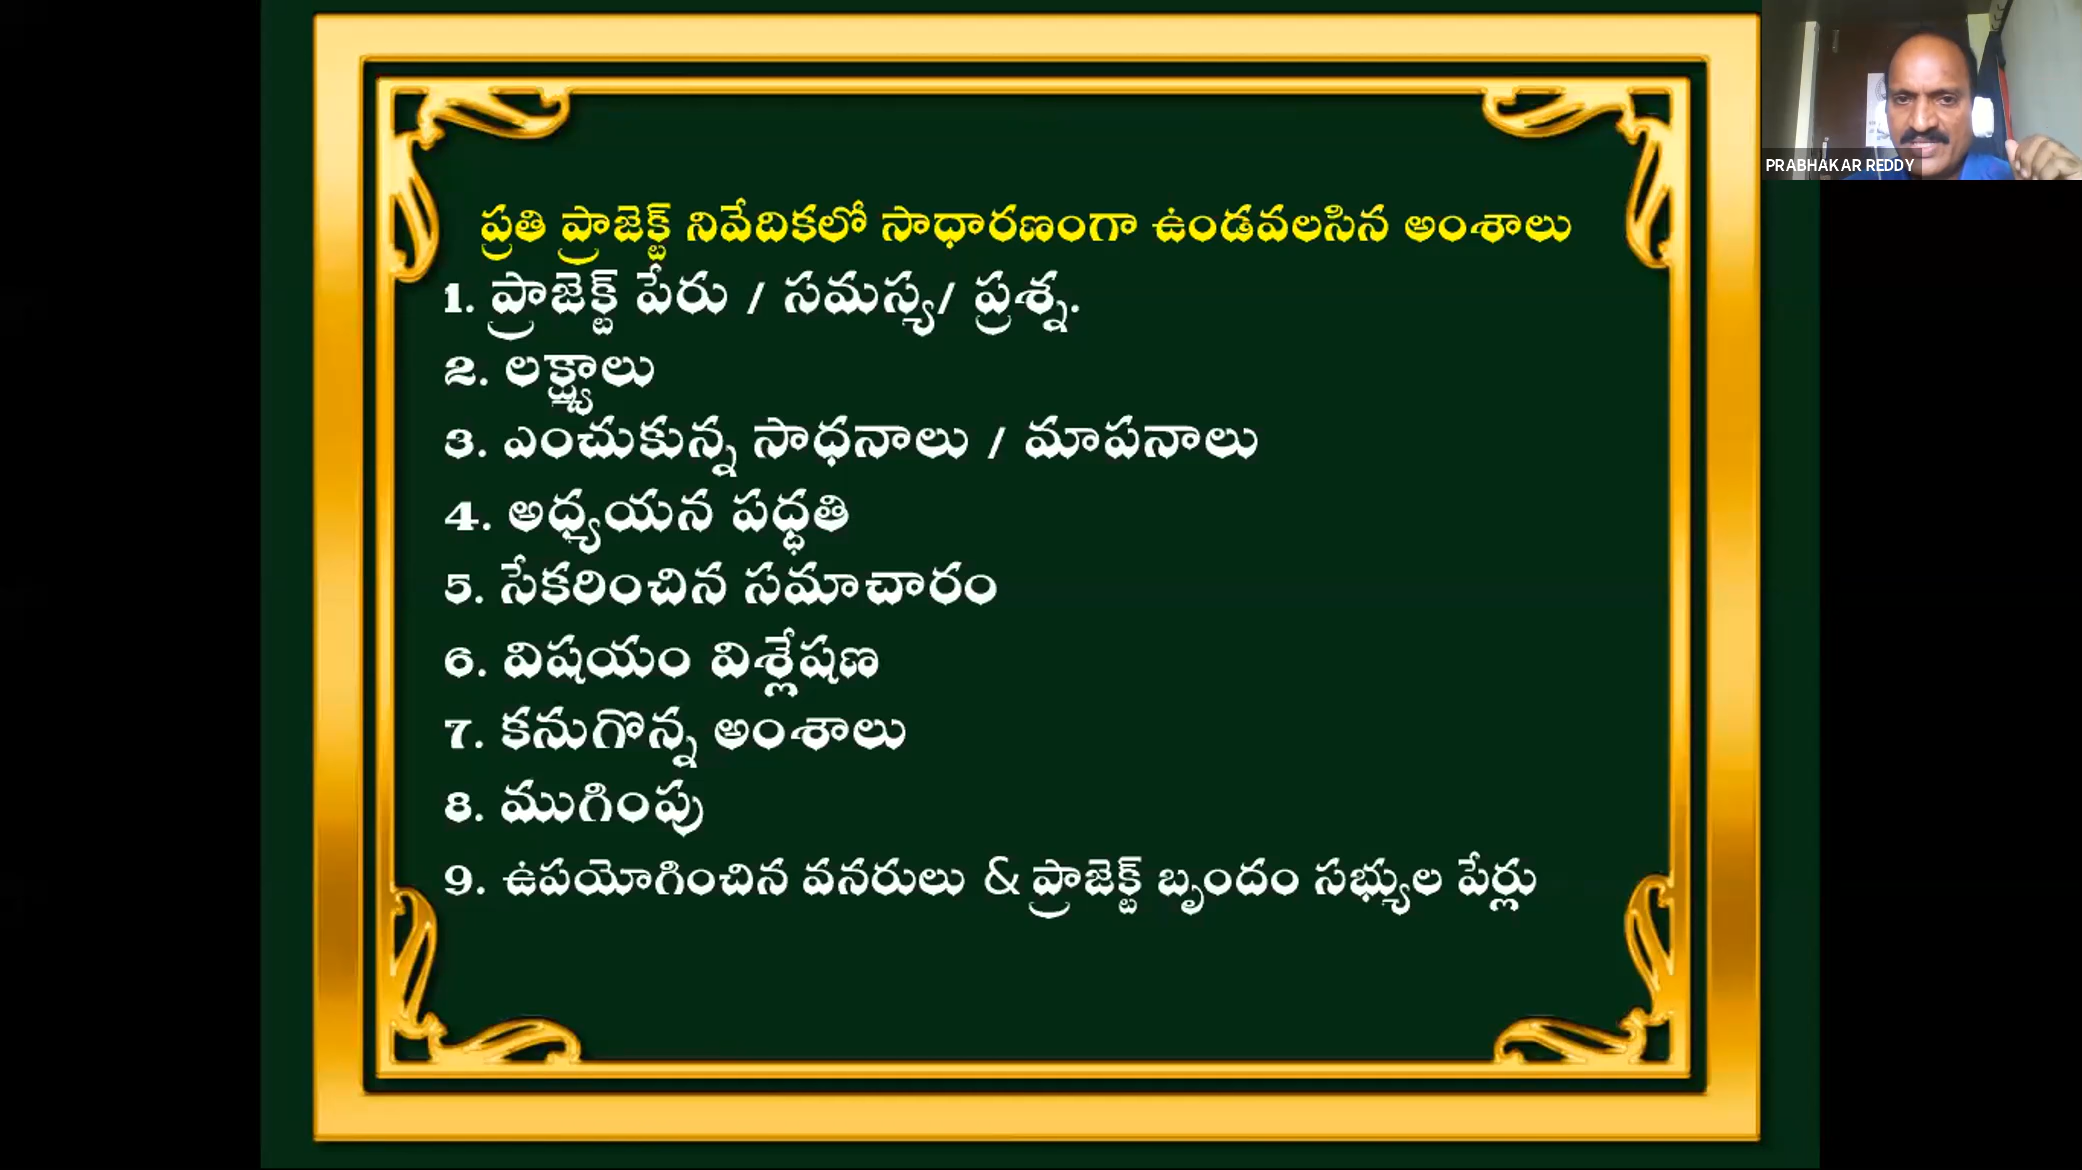 ప్రతి ప్రాజెక్ట్ నివేదికలో సాధారణంగా ఉండవలసిన అంశాలు
1. ప్రాజెక్ట్ పేరు / సమస్య/ ప్రశ్న.
2. లక్ష్యాలు
3. ఎంచుకున్న సాధనాలు / మాపనాలు
4. అధ్యయన పధ్ధతి
5. సేకరించిన సమాచారం
6. విషయం విశ్లేషణ
7. కనుగొన్న అంశాలు
8. ముగింపు
9. ఉపయోగించిన వనరులు & ప్రాజెక్ట్ బృందం సభ్యుల పేర్లు
PRABHAKAR REDDY